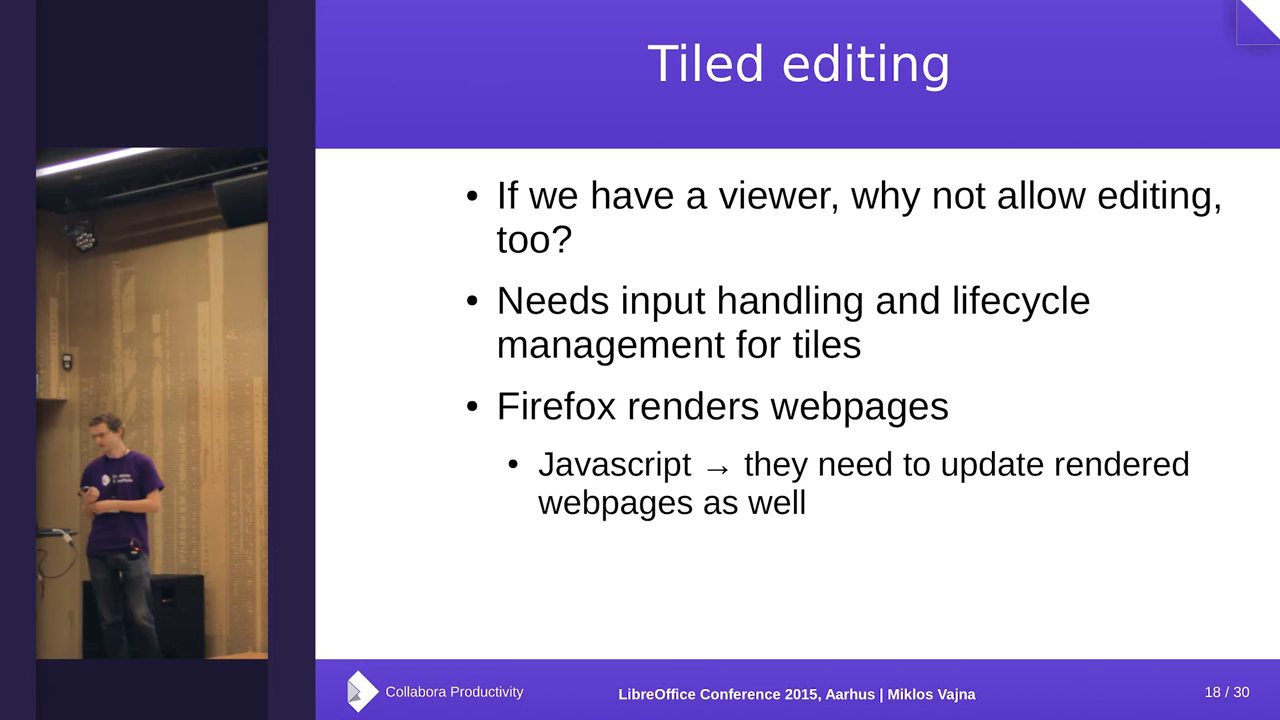 Tiled editing
• If we have a viewer, why not allow editing,
too?
• Needs input handling and lifecycle
management for tiles
• Firefox renders webpages
• Javascript → they need to update rendered
webpages as well
Collabora Productivity
LibreOffice Conference 2015, Aarhus | Miklos Vajna
18 / 30